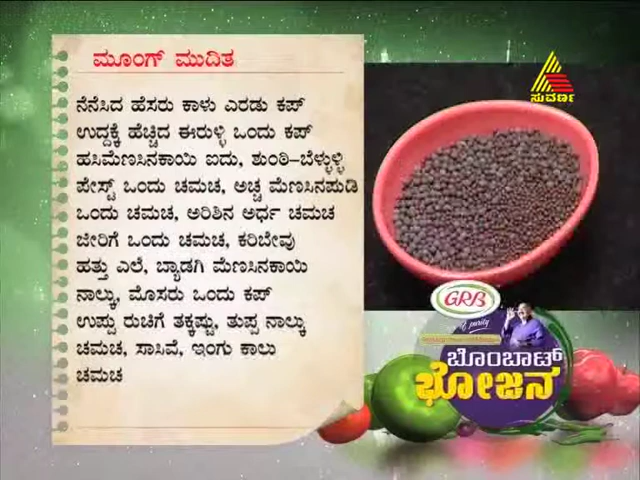 ಮೂಂಗ್ ಮುದಿತ
ನೆನೆಸಿದ ಹೆಸರು ಕಾಳು ಎರಡು ಕಪ್
ಉದ್ದಕ್ಕೆ ಹೆಚ್ಚಿದ ಈರುಳ್ಳಿ ಒಂದು ಕಪ್
ಹಸಿಮೆಣಸಿನಕಾಯಿ ಐದು, ಶುಂಠಿ-ಬೆಳ್ಳುಳ್ಳಿ
ಪೇಸ್ಟ್ ಒಂದು ಚಮಚ, ಅಚ್ಚ ಮೆಣಸಿನಪುಡಿ
ಒಂದು ಚಮಚ, ಅರಿಶಿನ ಅರ್ಧ ಚಮಚ
ಜೀರಿಗೆ ಒಂದು ಚಮಚ, ಕರಿಬೇವು
ಹತ್ತು ಎಲೆ, ಬ್ಯಾಡಗಿ ಮೆಣಸಿನಕಾಯಿ
ನಾಲ್ಕು, ಮೊಸರು ಒಂದು ಕಪ್
ಉಪ್ಪು ರುಚಿಗೆ ತಕ್ಕಷ್ಟು, ತುಪ್ಪ ನಾಲ್ಕು
ಚಮಚ, ಸಾಸಿವೆ, ಇಂಗು ಕಾಲು
ಚಮಚ
ಸುವರ್ಣ
GRB
purity
ಬೊಂಬಾಟ್
ಭೋಜನ